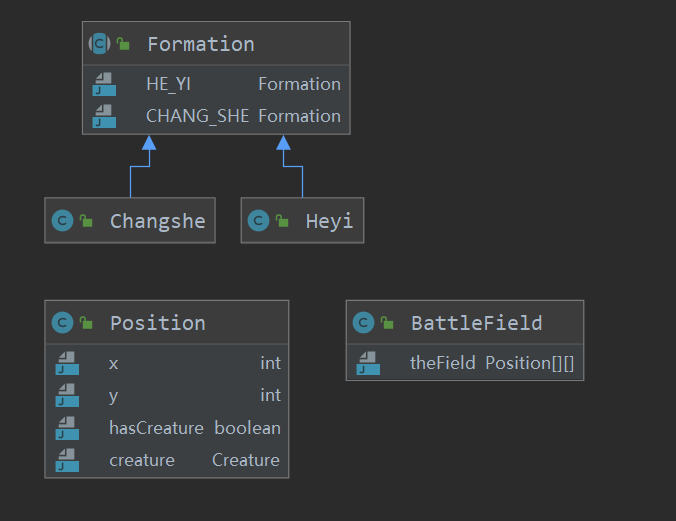 Formation
HE_YI Formation
CHANG_SHE Formation
Changshe
Heyi
Position
x int
y int
hasCreature boolean
creature Creature
BattleField
theField Position[][]